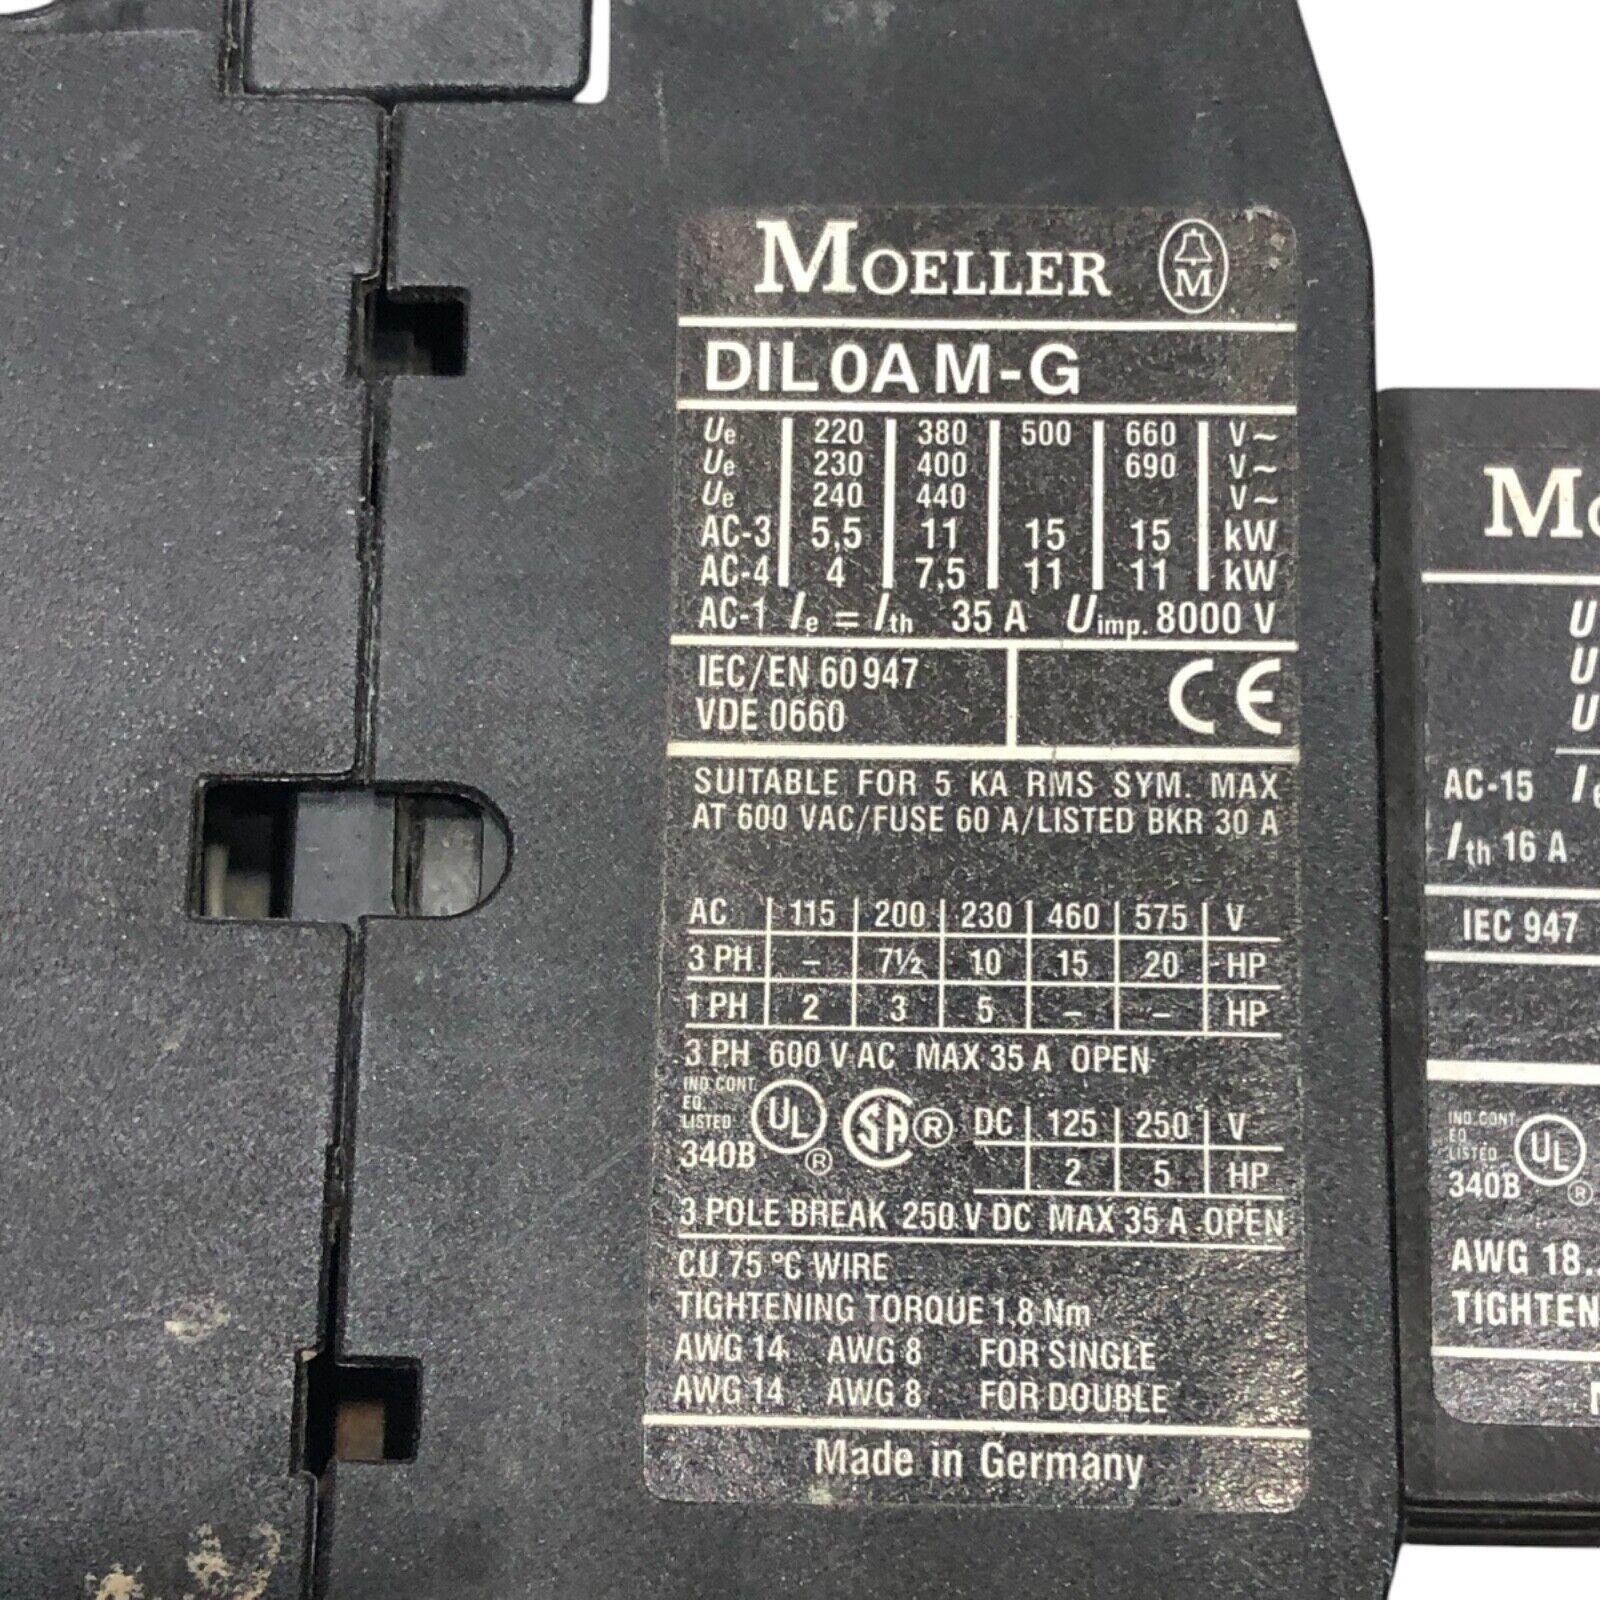 MOELLER M
DIL0AM-G
Ue 220 380 500 660 V~
Ue 230 400 690 V~
Ue 240 440 V~
AC-3 5,5 11 15 15 kW
AC-4 4 7,5 11 11 kW
AC-1 Ie = Ith 35 A Uimp. 8000 V
IEC/EN 60947 CE
VDE 0660
SUITABLE FOR 5 KA RMS SYM. MAX
AT 600 VAC/FUSE 60 A/LISTED BKR 30 A
AC 115 200 230 460 575 V
3 PH – 7½ 10 15 20 HP
1 PH 2 3 5 – – HP
3 PH 600 V AC MAX 35 A OPEN
IND.CONT.
EQ.
LISTED UL ® SA ® DC 125 250 V
340B 2 5 HP
3 POLE BREAK 250 V DC MAX 35 A OPEN
CU 75 °C WIRE
TIGHTENING TORQUE 1,8 Nm
AWG 14 AWG 8 FOR SINGLE
AWG 14 AWG 8 FOR DOUBLE
Made in Germany
U
U
U
AC-15 I
Ith 16 A
IEC 947
IND.CONT.
EQ.
LISTED UL ®
340B
AWG 18..